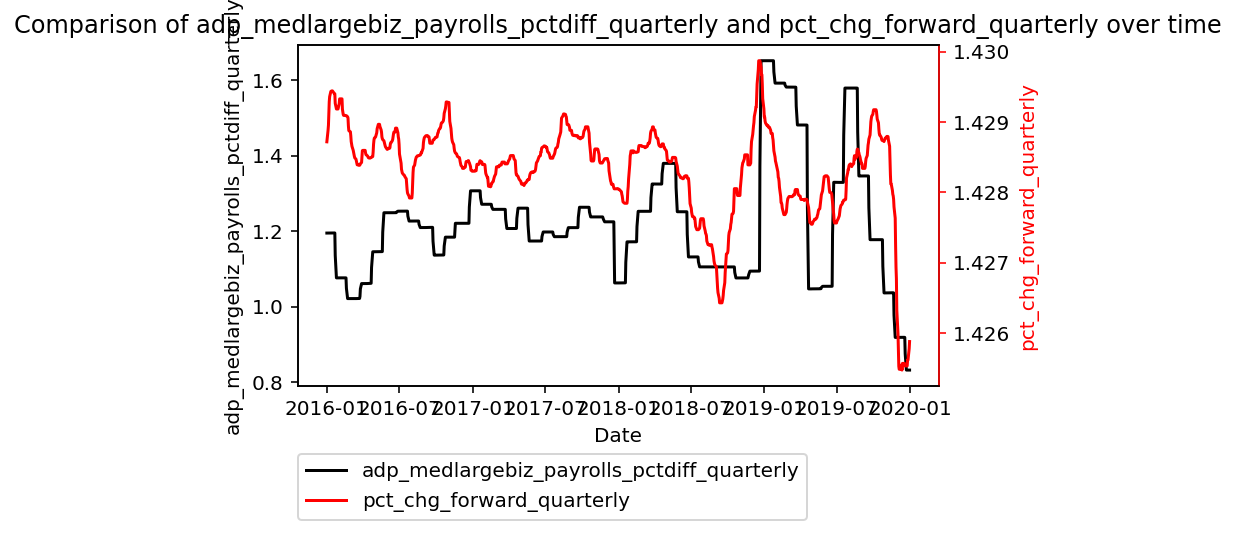 Comparison of adp_medlargebiz_payrolls_pctdiff_quarterly and pct_chg_forward_quarterly over time
adp_medlargebiz_payrolls_pctdiff_quarterly
1.6
1.4
1.2
1.0
0.8
1.430
1.429
1.428
1.427
1.426
pct_chg_forward_quarterly
2016-01 2016-07 2017-01 2017-07 2018-01 2018-07 2019-01 2019-07 2020-01
Date
adp_medlargebiz_payrolls_pctdiff_quarterly
pct_chg_forward_quarterly